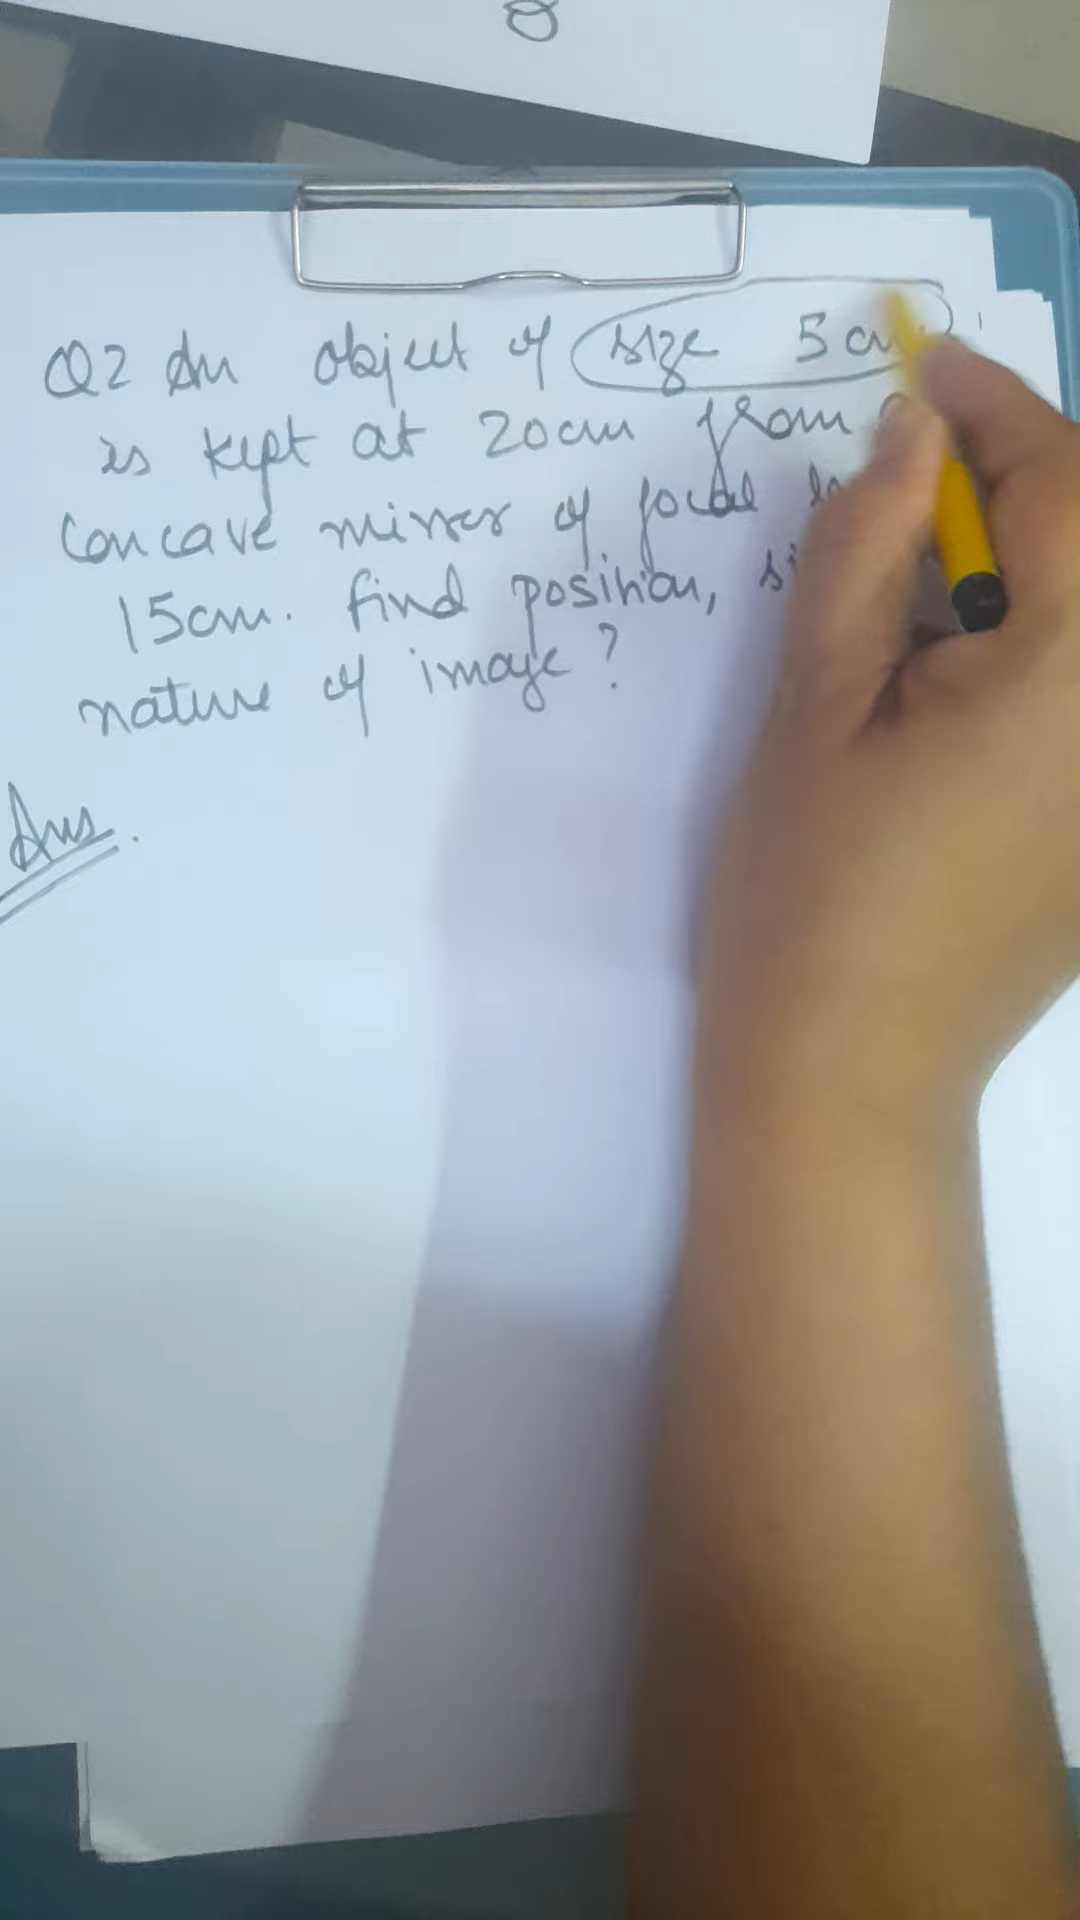 Q2 An object of size 5 cm
is kept at 20cm from
concave mirror of focal
15cm. find position,
nature of image?
Ans.